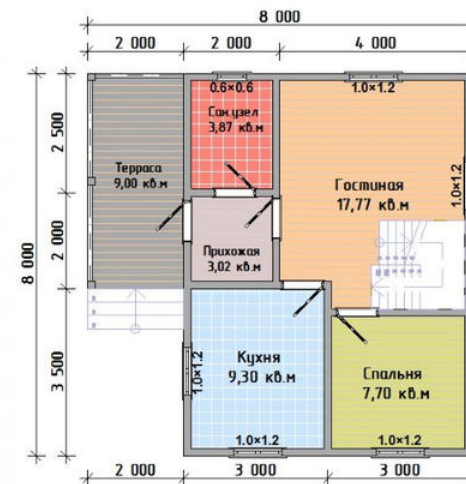 8 000
2 000
2 000
4 000
0.6×0.6
1.0×1.2
Сан.узел
3,87 кв.м
2 500
Терраса
9,00 кв.м
Гостиная
17,77 кв.м
1.0×1.2
8 000
2 000
Прихожая
3.02 кв.м
3 500
Кухня
9,30 кв.м
1.0×1.2
Спальня
7,70 кв.м
1.0×1.2
1.0×1.2
2 000
3 000
3 000